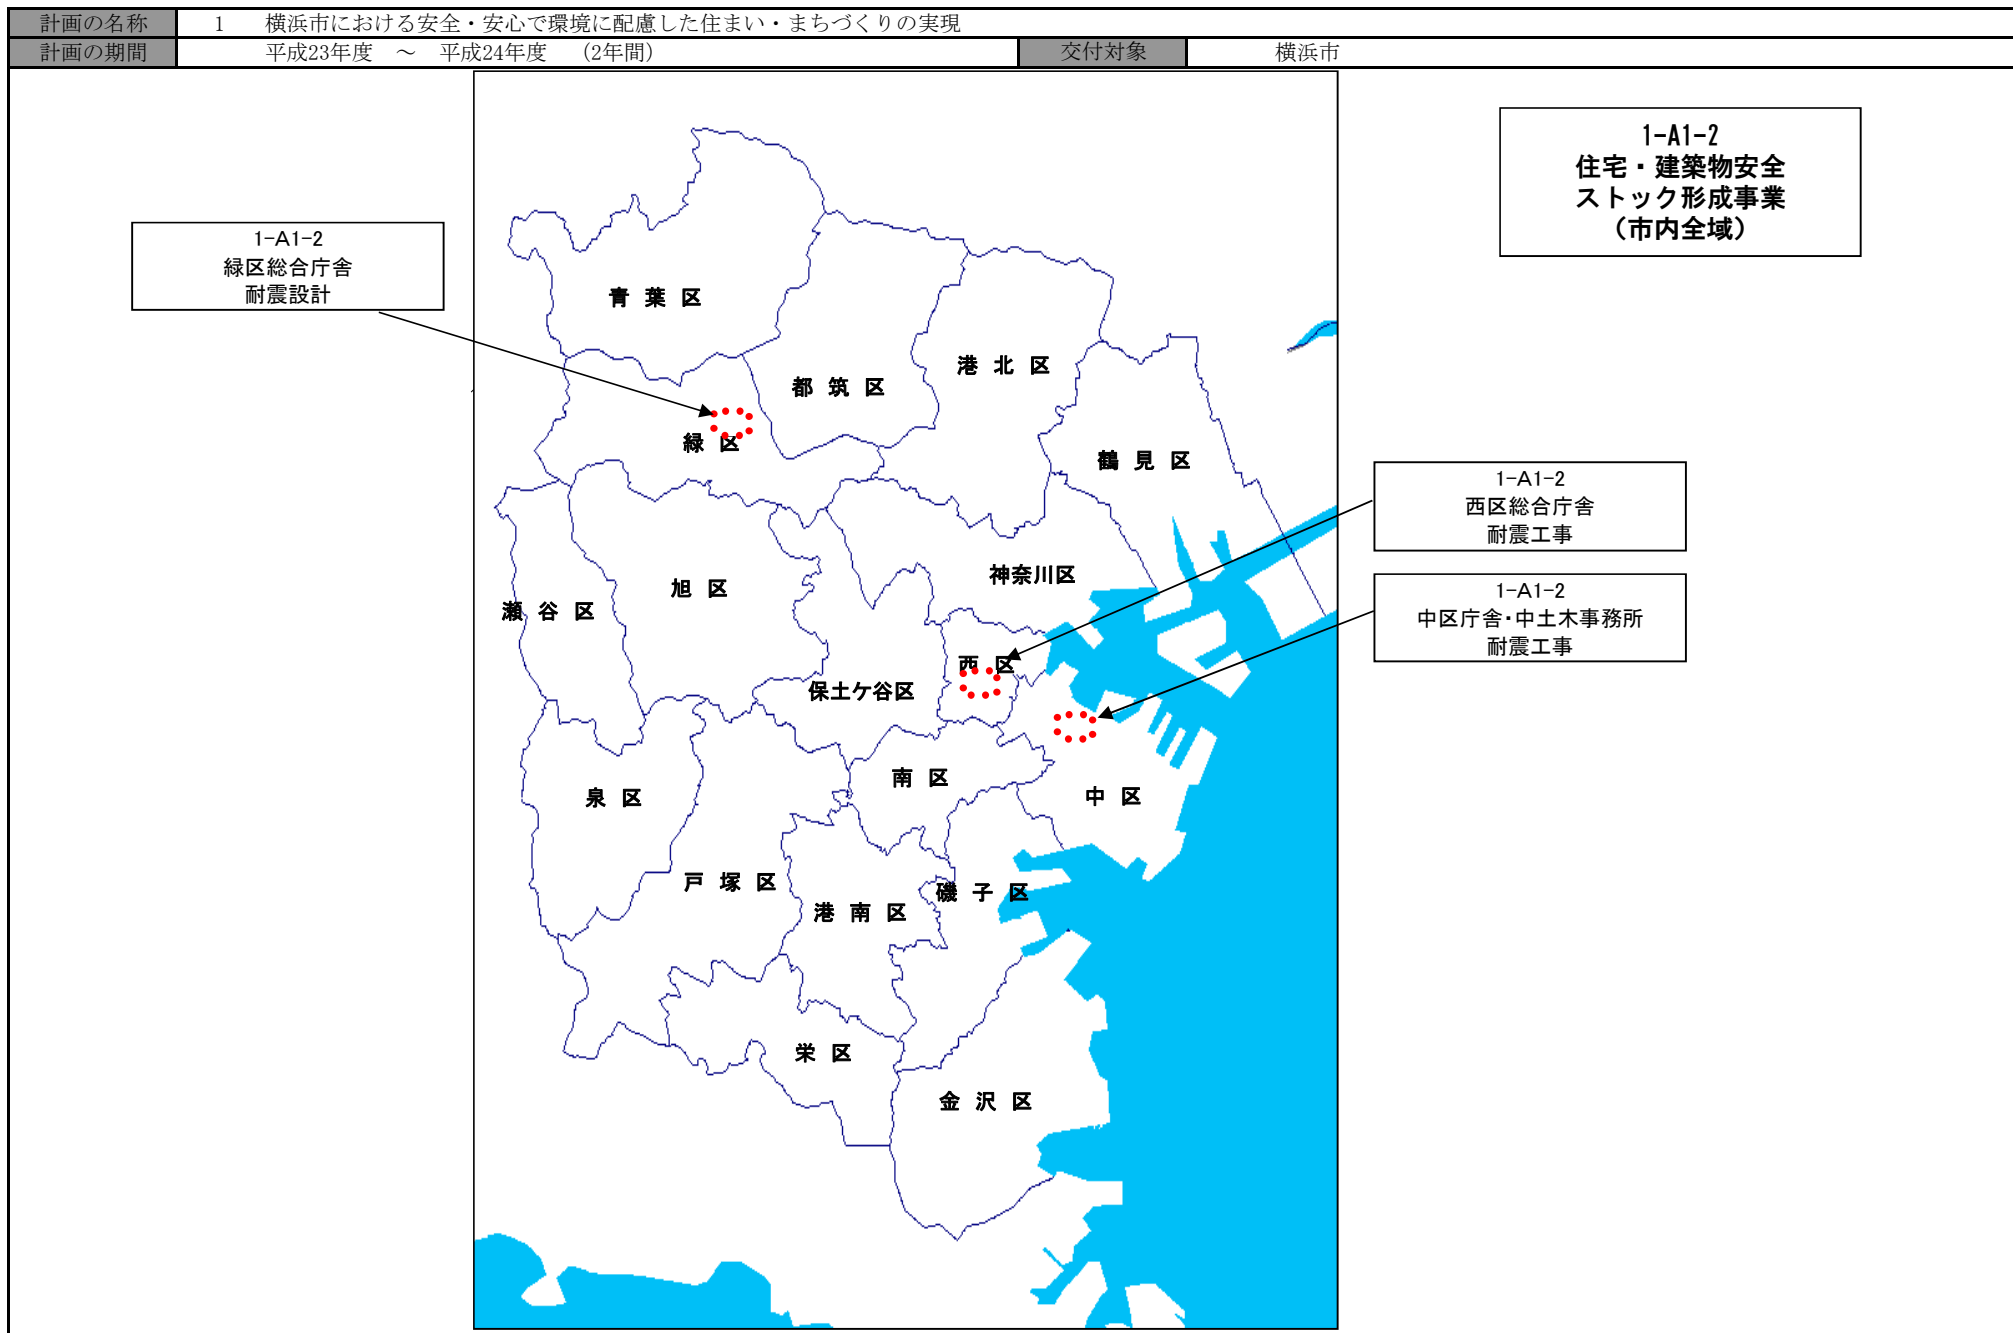 計画の名称 1 横浜市における安全・安心で環境に配慮した住まい・まちづくりの実現
計画の期間 平成23年度 ～ 平成24年度 (2年間) 交付対象 横浜市
1-A1-2
住宅・建築物安全
ストック形成事業
(市内全域)
1-A1-2
緑区総合庁舎
耐震設計
青葉区
都筑区
港北区
緑区
鶴見区
1-A1-2
西区総合庁舎
耐震工事
神奈川区
旭区
瀬谷区
1-A1-2
中区庁舎・中土木事務所
耐震工事
西区
保土ケ谷区
南区
泉区
中区
戸塚区
磯子区
港南区
栄区
金沢区